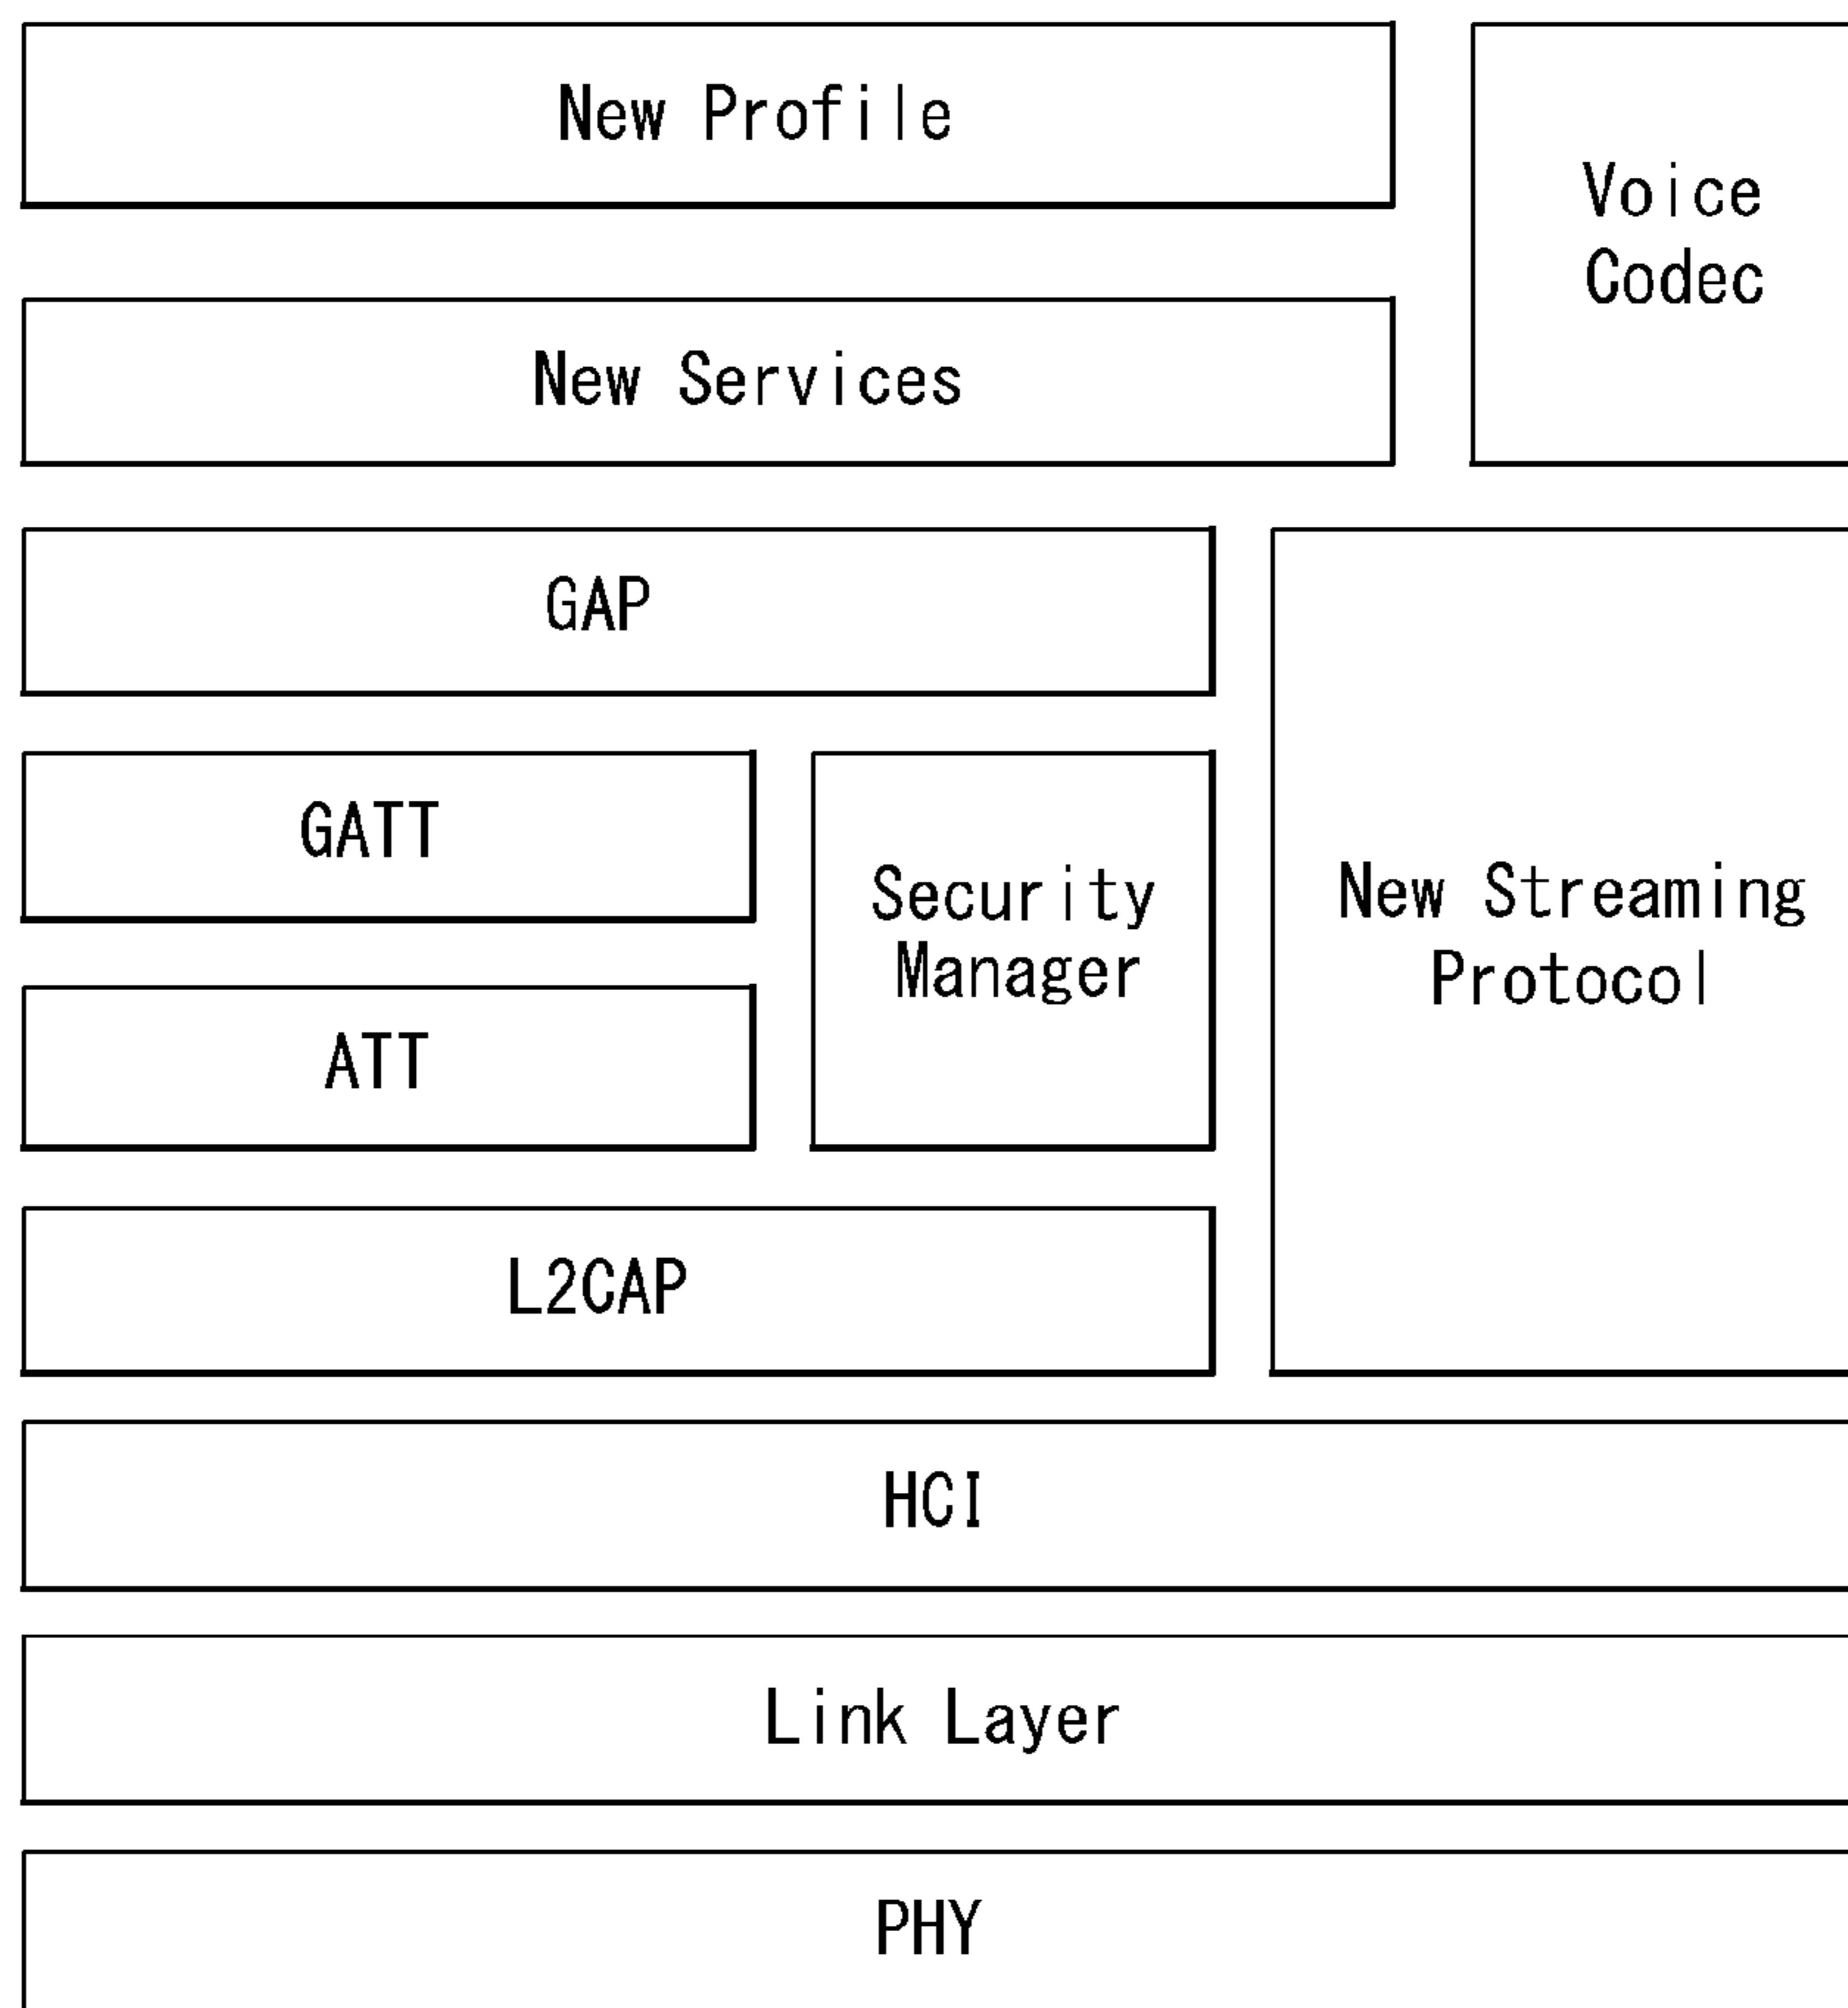 New Profile
Voice
Codec
New Services
GAP
GATT
Security
Manager
New Streaming
Protocol
ATT
L2CAP
HCI
Link Layer
PHY